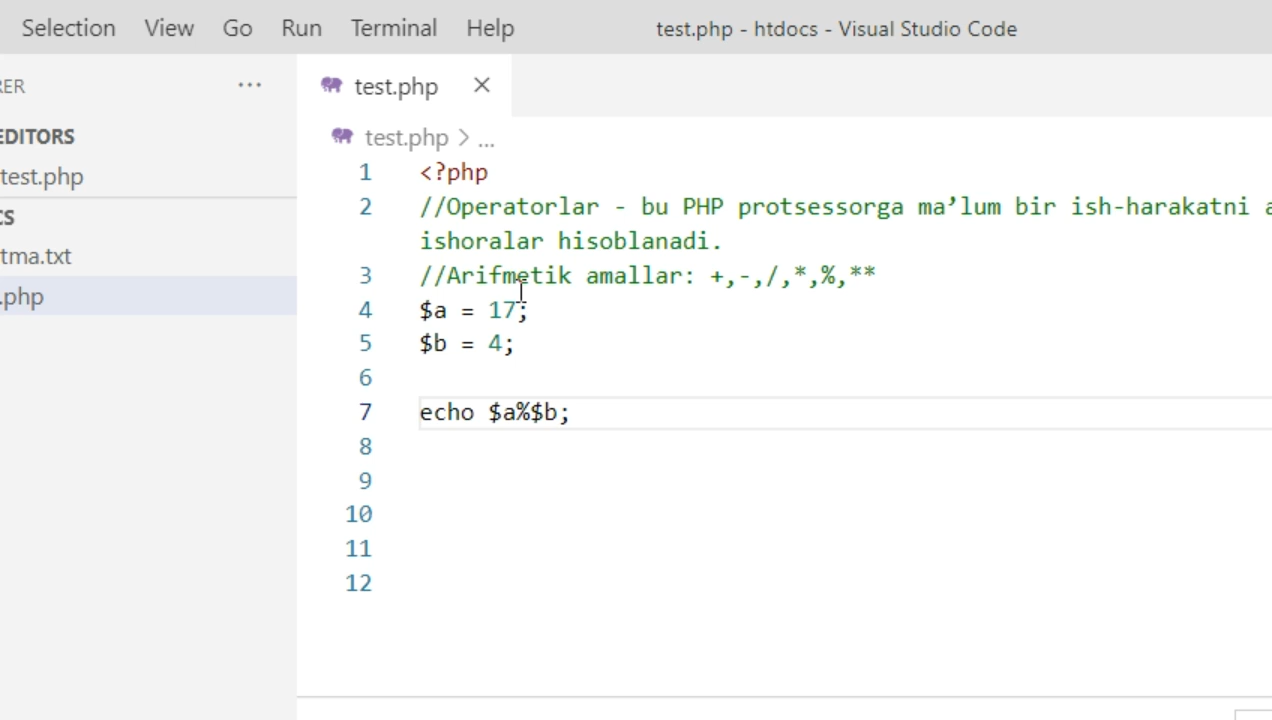 Selection View Go Run Terminal Help test.php - htdocs - Visual Studio Code
test.php
EDITORS
test.php > ...
test.php
1 <?php
2 //Operatorlar - bu PHP protsessorga ma’lum bir ish-harakatni
ishoralar hisoblanadi.
tma.txt
3 //Arifmetik amallar: +,-,/,*,%,**
.php
4 $a = 17;
5 $b = 4;
6
7 echo $a%$b;
8
9
10
11
12